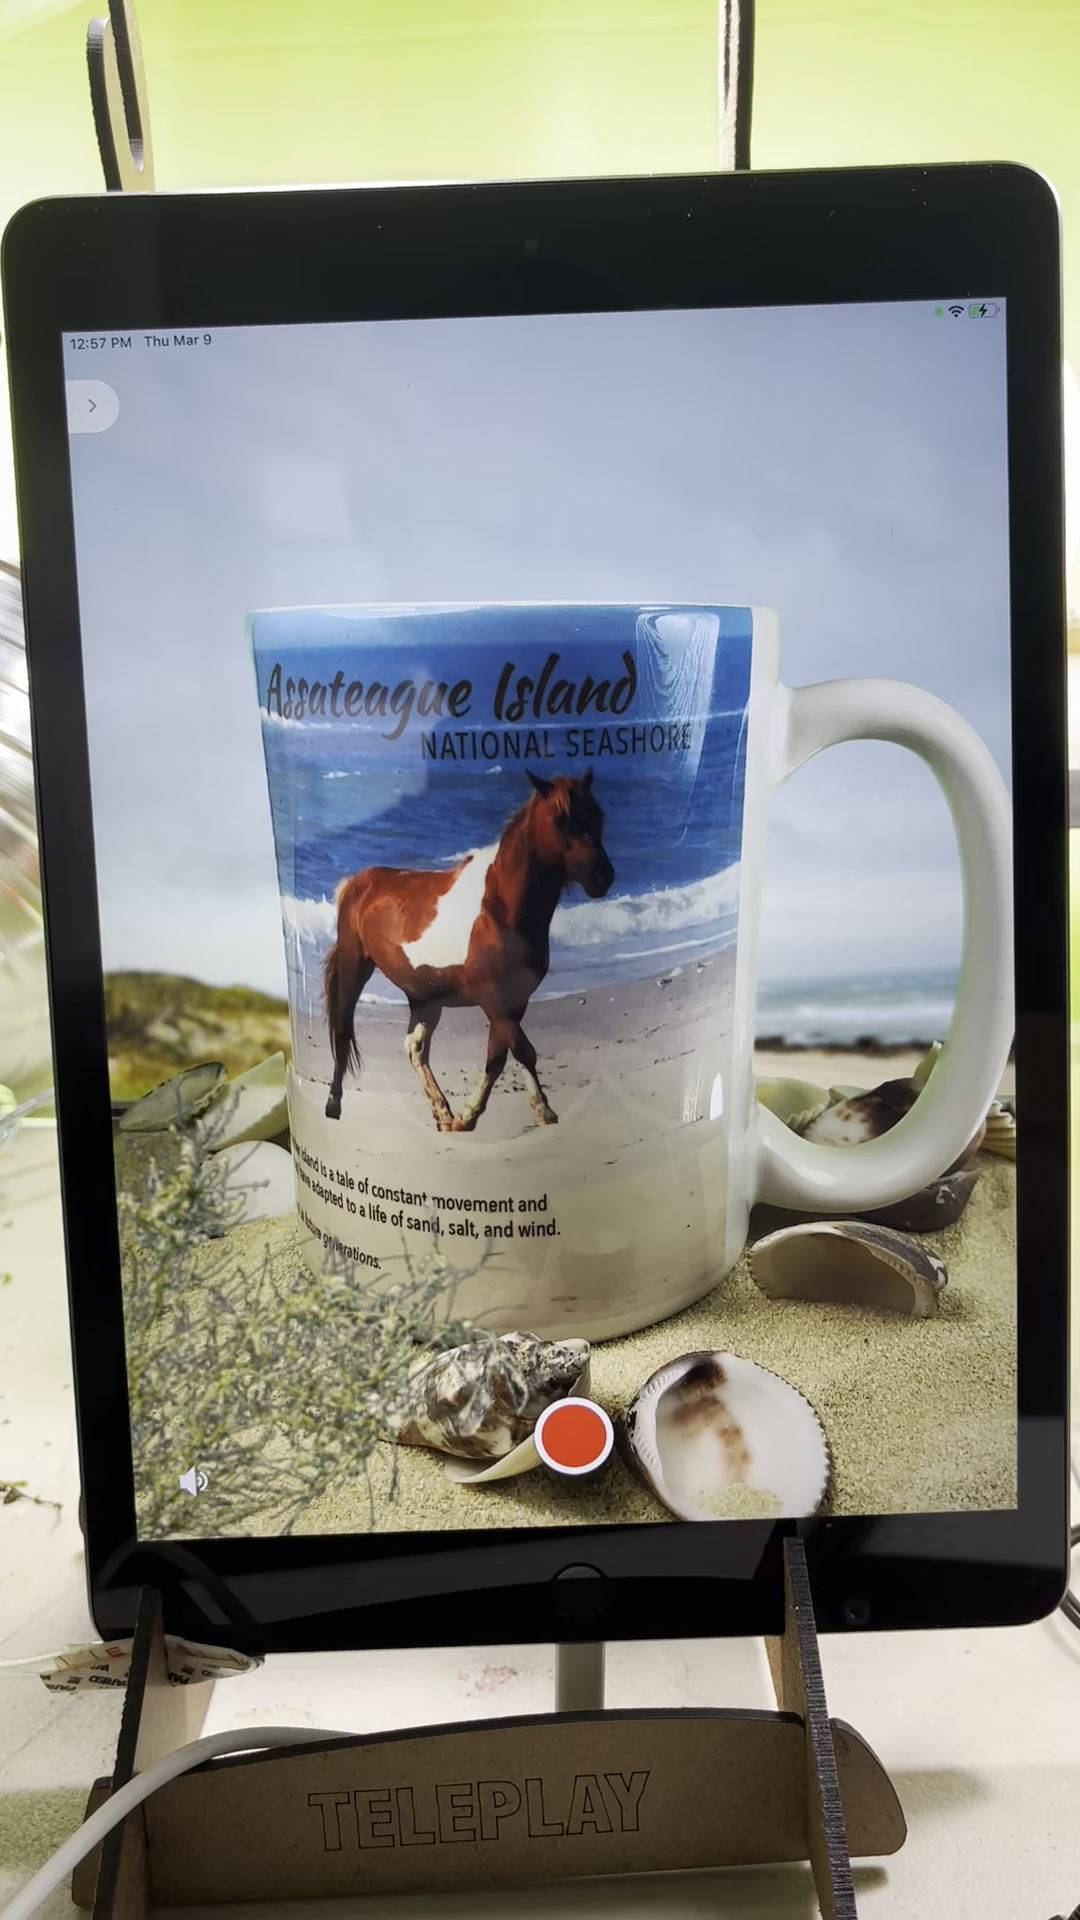 12:57 PM Thu Mar 9
Assateague Island
NATIONAL SEASHORE
island is a tale of constant movement and
have adapted to a life of sand, salt, and wind.
future generations.
TELEPLAY